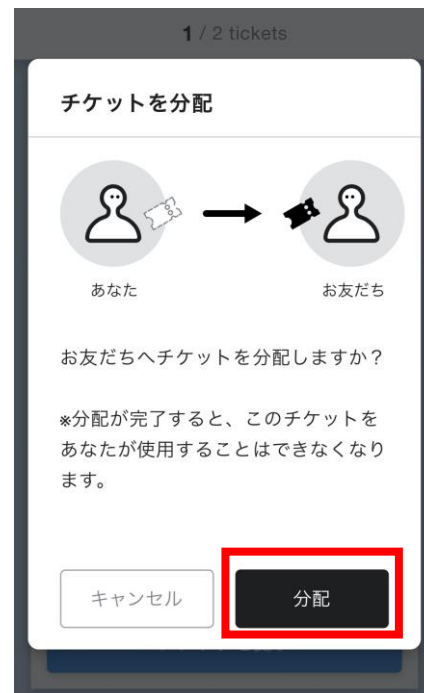 1 / 2 tickets
チケットを分配
あなた
お友だち
お友だちへチケットを分配しますか？
※分配が完了すると、このチケットを
あなたが使用することはできなくなり
ます。
キャンセル
分配